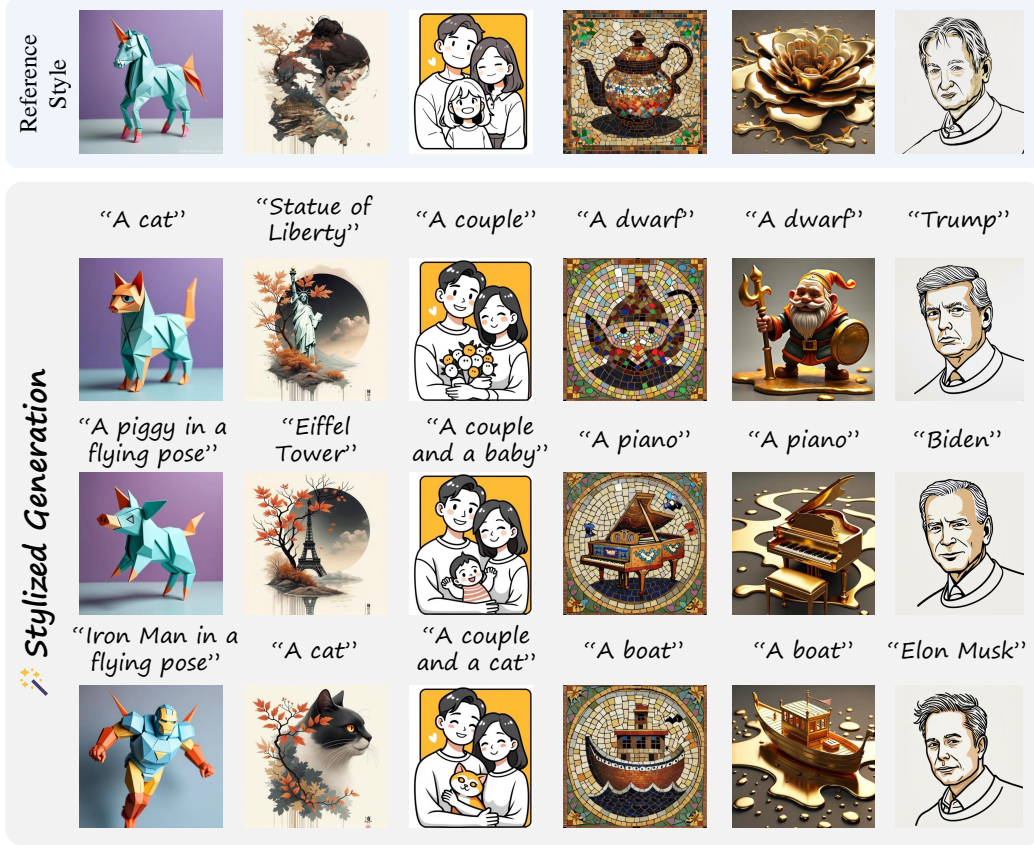 Reference
Style
“A cat”
“Statue of
Liberty”
“A couple”
“A dwarf”
“A dwarf”
“Trump”
Stylized Generation
“A piggy in a
flying pose”
“Eiffel
Tower”
“A couple
and a baby”
“A piano”
“A piano”
“Biden”
“Iron Man in a
flying pose”
“A cat”
“A couple
and a cat”
“A boat”
“A boat”
“Elon Musk”